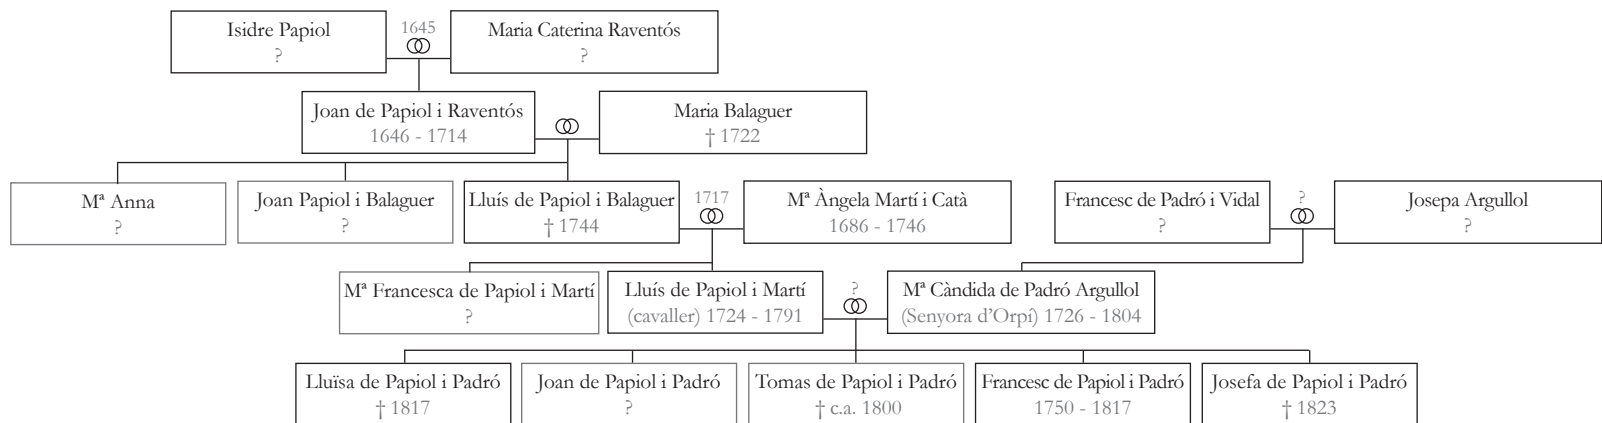 Isidre Papiol
?
1645
Maria Caterina Raventós
?
Joan de Papiol i Raventós
1646 - 1714
Maria Balaguer
† 1722
Mª Anna
?
Joan Papiol i Balaguer
?
Lluís de Papiol i Balaguer
† 1744
1717
Mª Àngela Martí i Catà
1686 - 1746
Francesc de Padró i Vidal
?
?
Josepa Argullol
?
Mª Francesca de Papiol i Martí
?
Lluís de Papiol i Martí
(cavaller) 1724 - 1791
?
Mª Càndida de Padró Argullol
(Senyora d’Orpí) 1726 - 1804
Lluïsa de Papiol i Padró
† 1817
Joan de Papiol i Padró
?
Tomas de Papiol i Padró
† c.a. 1800
Francesc de Papiol i Padró
1750 - 1817
Josefa de Papiol i Padró
† 1823